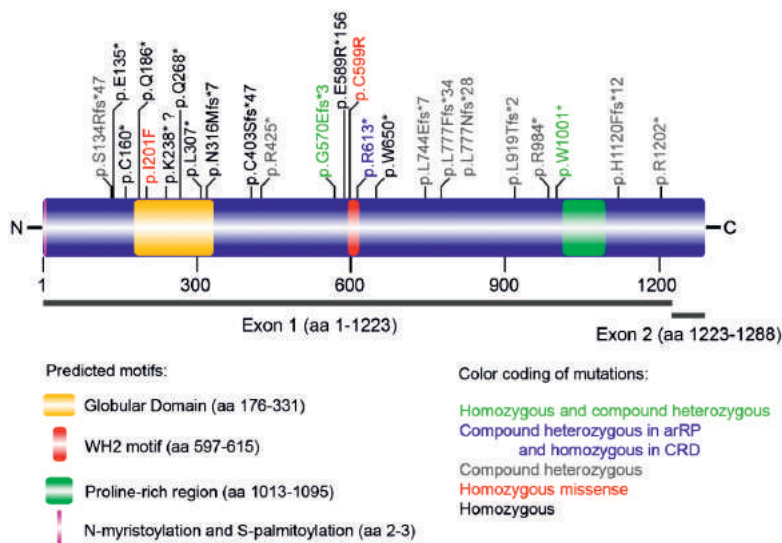 p.S134Rfs*47
p.E135*
p.C160*
p.Q186*
p.I201F
p.K238* ?
p.Q268*
p.L307*
p.N316Mfs*7
p.C403Sfs*47
p.R425*
p.G570Efs*3
p.E589R*156
p.C599R
p.R613*
p.W650*
p.L744Efs*7
p.L777Ffs*34
p.L777Nfs*28
p.L919Tfs*2
p.R984*
p.W1001*
p.H1120Ffs*12
p.R1202*
N
C
1
300
600
900
1200
Exon 1 (aa 1-1223)
Exon 2 (aa 1223-1288)
Predicted motifs:
Globular Domain (aa 176-331)
WH2 motif (aa 597-615)
Proline-rich region (aa 1013-1095)
N-myristoylation and S-palmitoylation (aa 2-3)
Color coding of mutations:
Homozygous and compound heterozygous
Compound heterozygous in arRP
and homozygous in CRD
Compound heterozygous
Homozygous missense
Homozygous